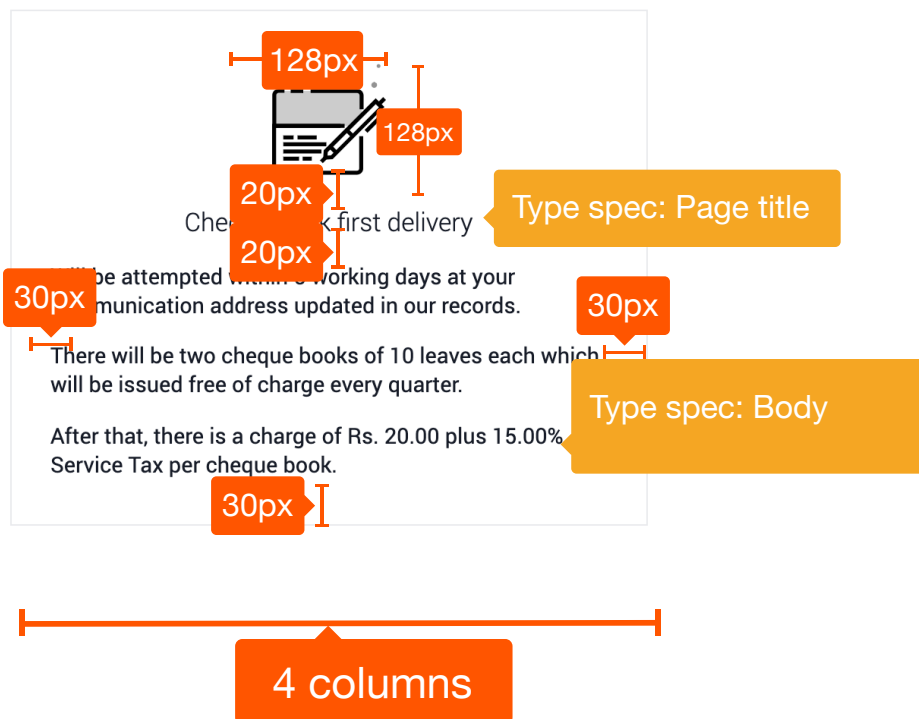 128px
128px
20px
Type spec: Page title
first delivery
20px
be attempted working days at your
30px
address updated in our records.
30px
There will be two cheque books of 10 leaves each which
will be issued free of charge every quarter.
Type spec: Body
After that, there is a charge of Rs. 20.00 plus 15.00%
Service Tax per cheque book.
30px
4 columns